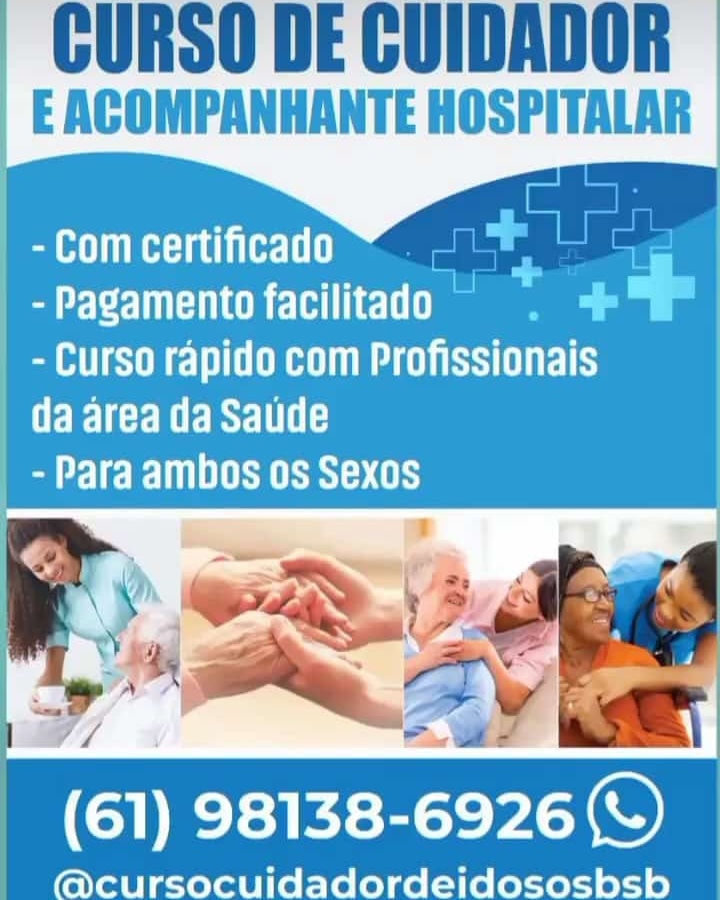 CURSO DE CUIDADOR
E ACOMPANHANTE HOSPITALAR
- Com certificado
- Pagamento facilitado
- Curso rápido com Profissionais
da área da Saúde
- Para ambos os Sexos
(61) 98138-6926
@cursocuidadordeidososbsb